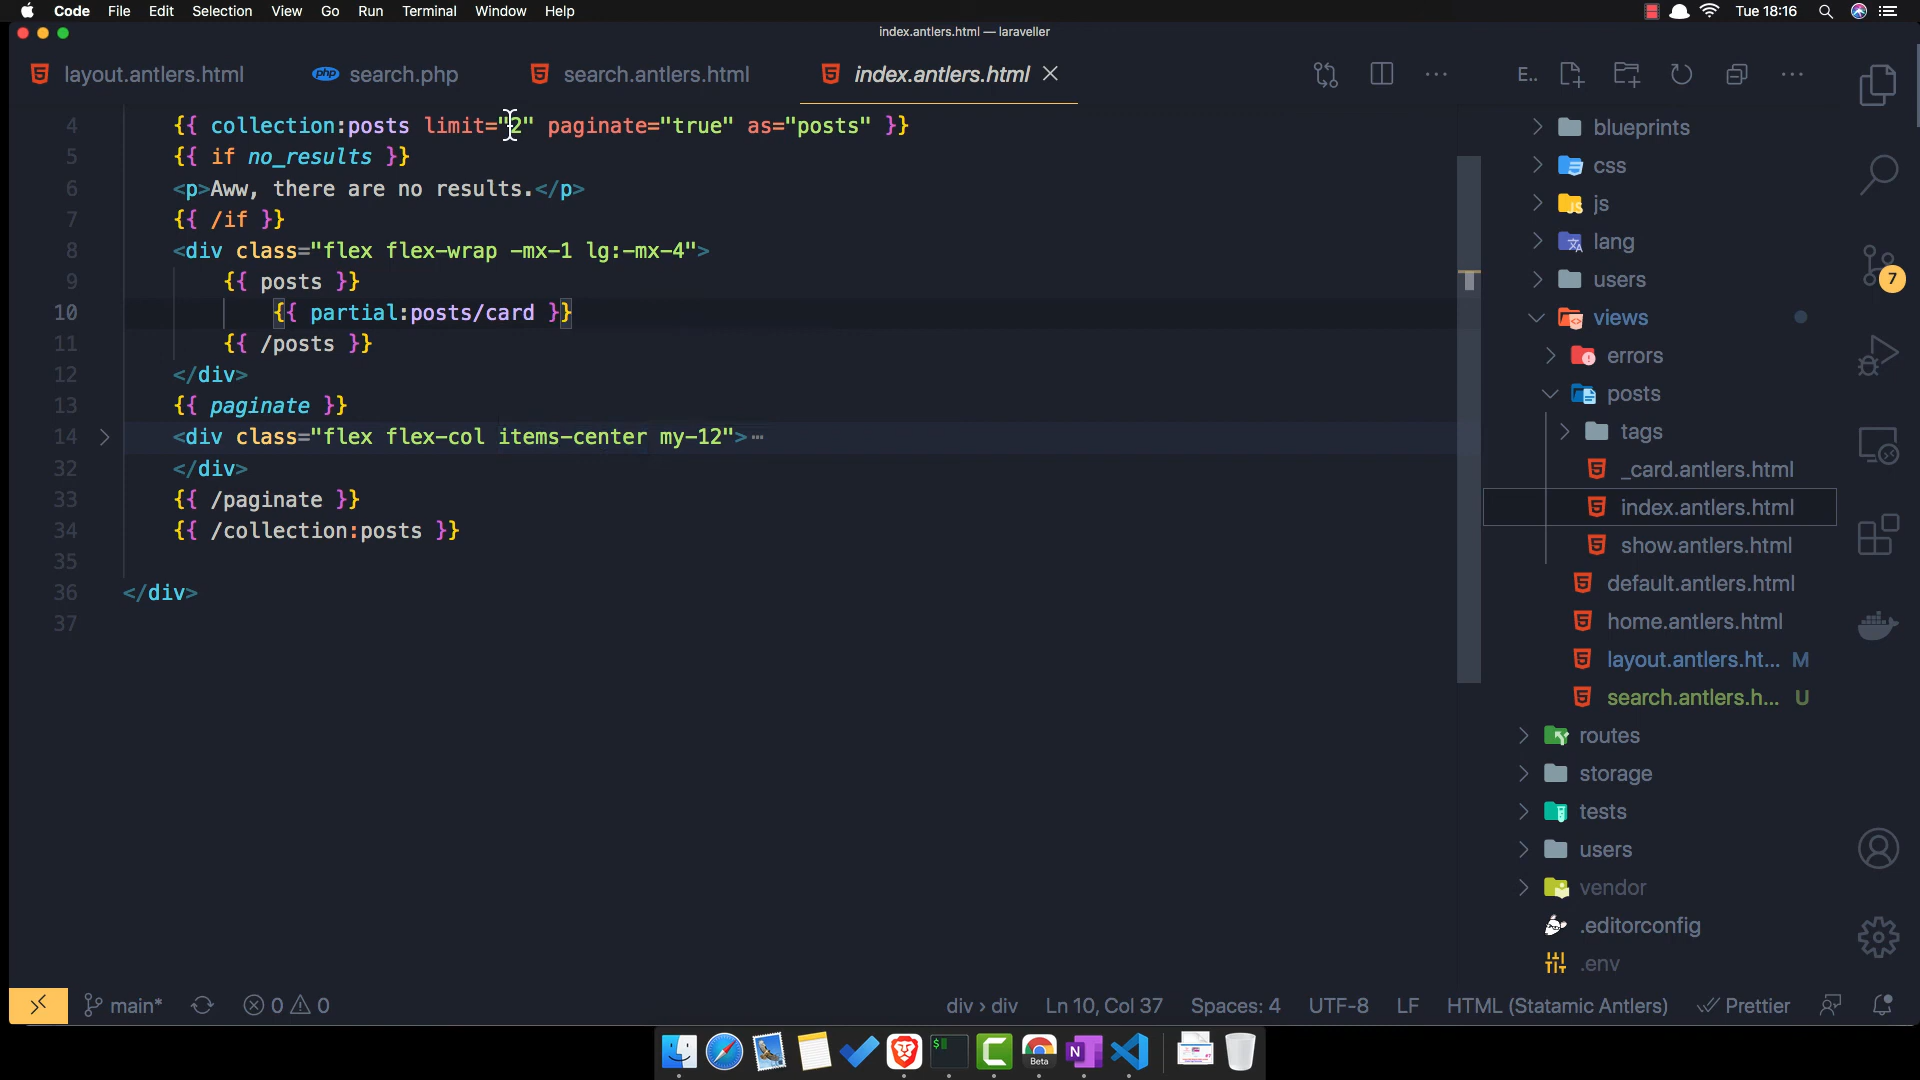 Code File Edit Selection View Go Run Terminal Window Help Tue 18:16
index.antlers.html — laraveller
layout.antlers.html php search.php search.antlers.html index.antlers.html E..
4 {{ collection:posts limit="2" paginate="true" as="posts" }}
5 {{ if no_results }}
6 <p>Aww, there are no results.</p>
7 {{ /if }}
8 <div class="flex flex-wrap -mx-1 lg:-mx-4">
9 {{ posts }}
10 {{ partial:posts/card }}
11 {{ /posts }}
12 </div>
13 {{ paginate }}
14 <div class="flex flex-col items-center my-12">
32 </div>
33 {{ /paginate }}
34 {{ /collection:posts }}
35
36 </div>
37
blueprints
css
JS js
lang
users
views
errors
posts
tags
_card.antlers.html
index.antlers.html
show.antlers.html
default.antlers.html
home.antlers.html
layout.antlers.ht... M
search.antlers.h... U
routes
storage
tests
users
vendor
.editorconfig
.env
7
main* 0 0 div > div Ln 10, Col 37 Spaces: 4 UTF-8 LF HTML (Statamic Antlers) Prettier
$ C Beta N